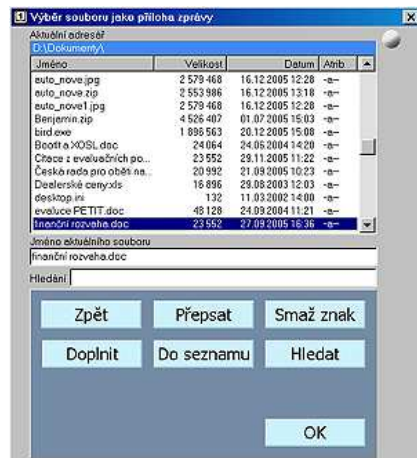 Výběr souboru jako příloha zprávy
Aktuální adresář
D:\Dokumenty\
Jméno Velikost Datum Atrib
auto_nove.jpg 2 579 468 16.12.2005 12:28 -a--
auto_nove.zip 2 553 986 16.12.2005 13:18 -a--
auto_nove1.jpg 2 579 468 16.12.2005 12:28 -a--
Benjamin.zip 4 526 407 01.07.2005 15:03 -a--
bird.exe 1 896 563 20.12.2005 15:08 -a--
BootIt a XOSL.doc 24 064 24.06.2004 14:20 -a--
Citace z evaluačních po... 23 552 29.11.2005 11:22 -a--
Česká rada pro oběti na... 20 992 21.09.2005 10:23 -a--
Dealerské ceny.xls 16 896 29.08.2003 12:03 -a--
desktop.ini 132 11.03.2002 14:00 -a--
evaluce PETIT.doc 48 128 24.09.2004 11:21 -a--
finanční rozvaha.doc 23 552 27.09.2005 16:36 -a--
Jméno aktuálního souboru
finanční rozvaha.doc
Hledání
Zpět Přepsat Smaž znak
Doplnit Do seznamu Hledat
OK